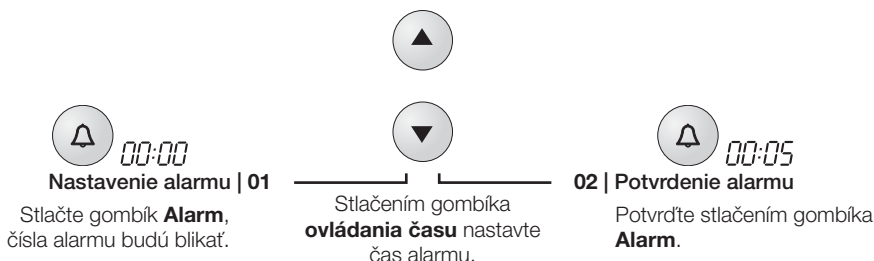 00:00
Nastavenie alarmu | 01
Stlačte gombík Alarm,
čísla alarmu budú blikať.
Stlačením gombíka
ovládania času nastavte
čas alarmu.
00:05
02 | Potvrdenie alarmu
Potvrďte stlačením gombíka
Alarm.